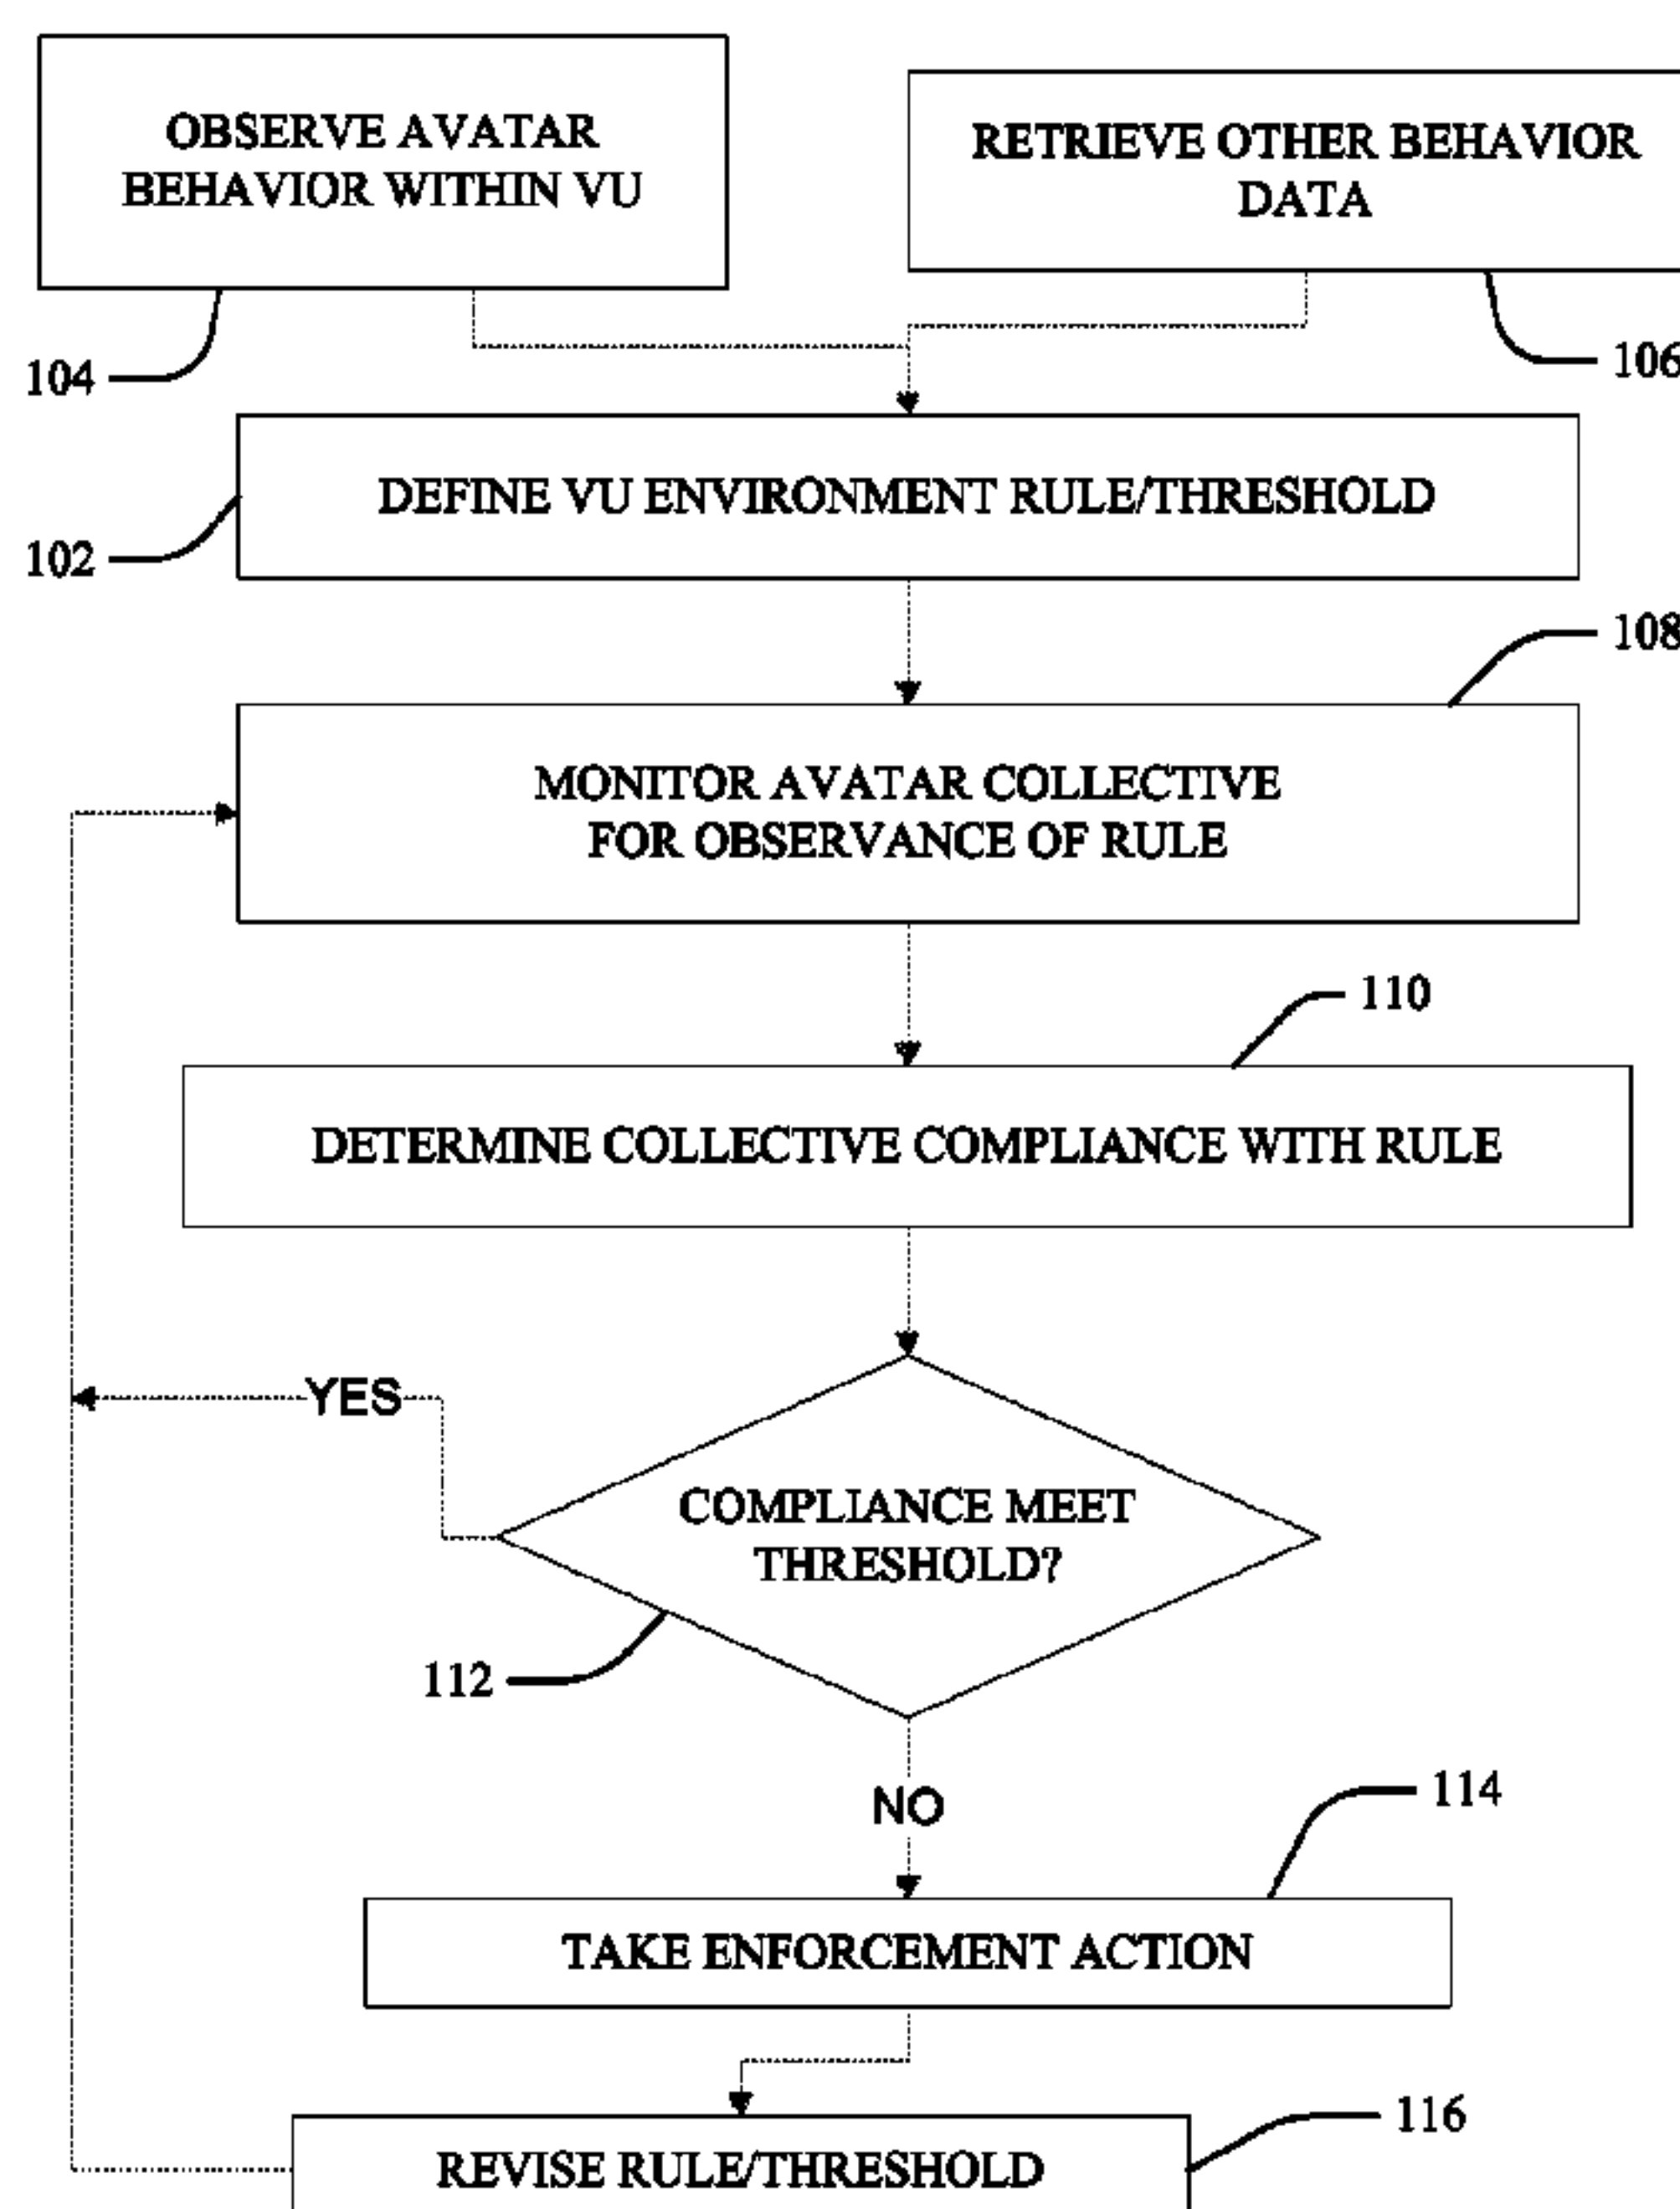 OBSERVE AVATAR
BEHAVIOR WITHIN VU
RETRIEVE OTHER BEHAVIOR
DATA
104
106
DEFINE VU ENVIRONMENT RULE/THRESHOLD
102
108
MONITOR AVATAR COLLECTIVE
FOR OBSERVANCE OF RULE
110
DETERMINE COLLECTIVE COMPLIANCE WITH RULE
YES
COMPLIANCE MEET
THRESHOLD?
112
NO
114
TAKE ENFORCEMENT ACTION
116
REVISE RULE/THRESHOLD